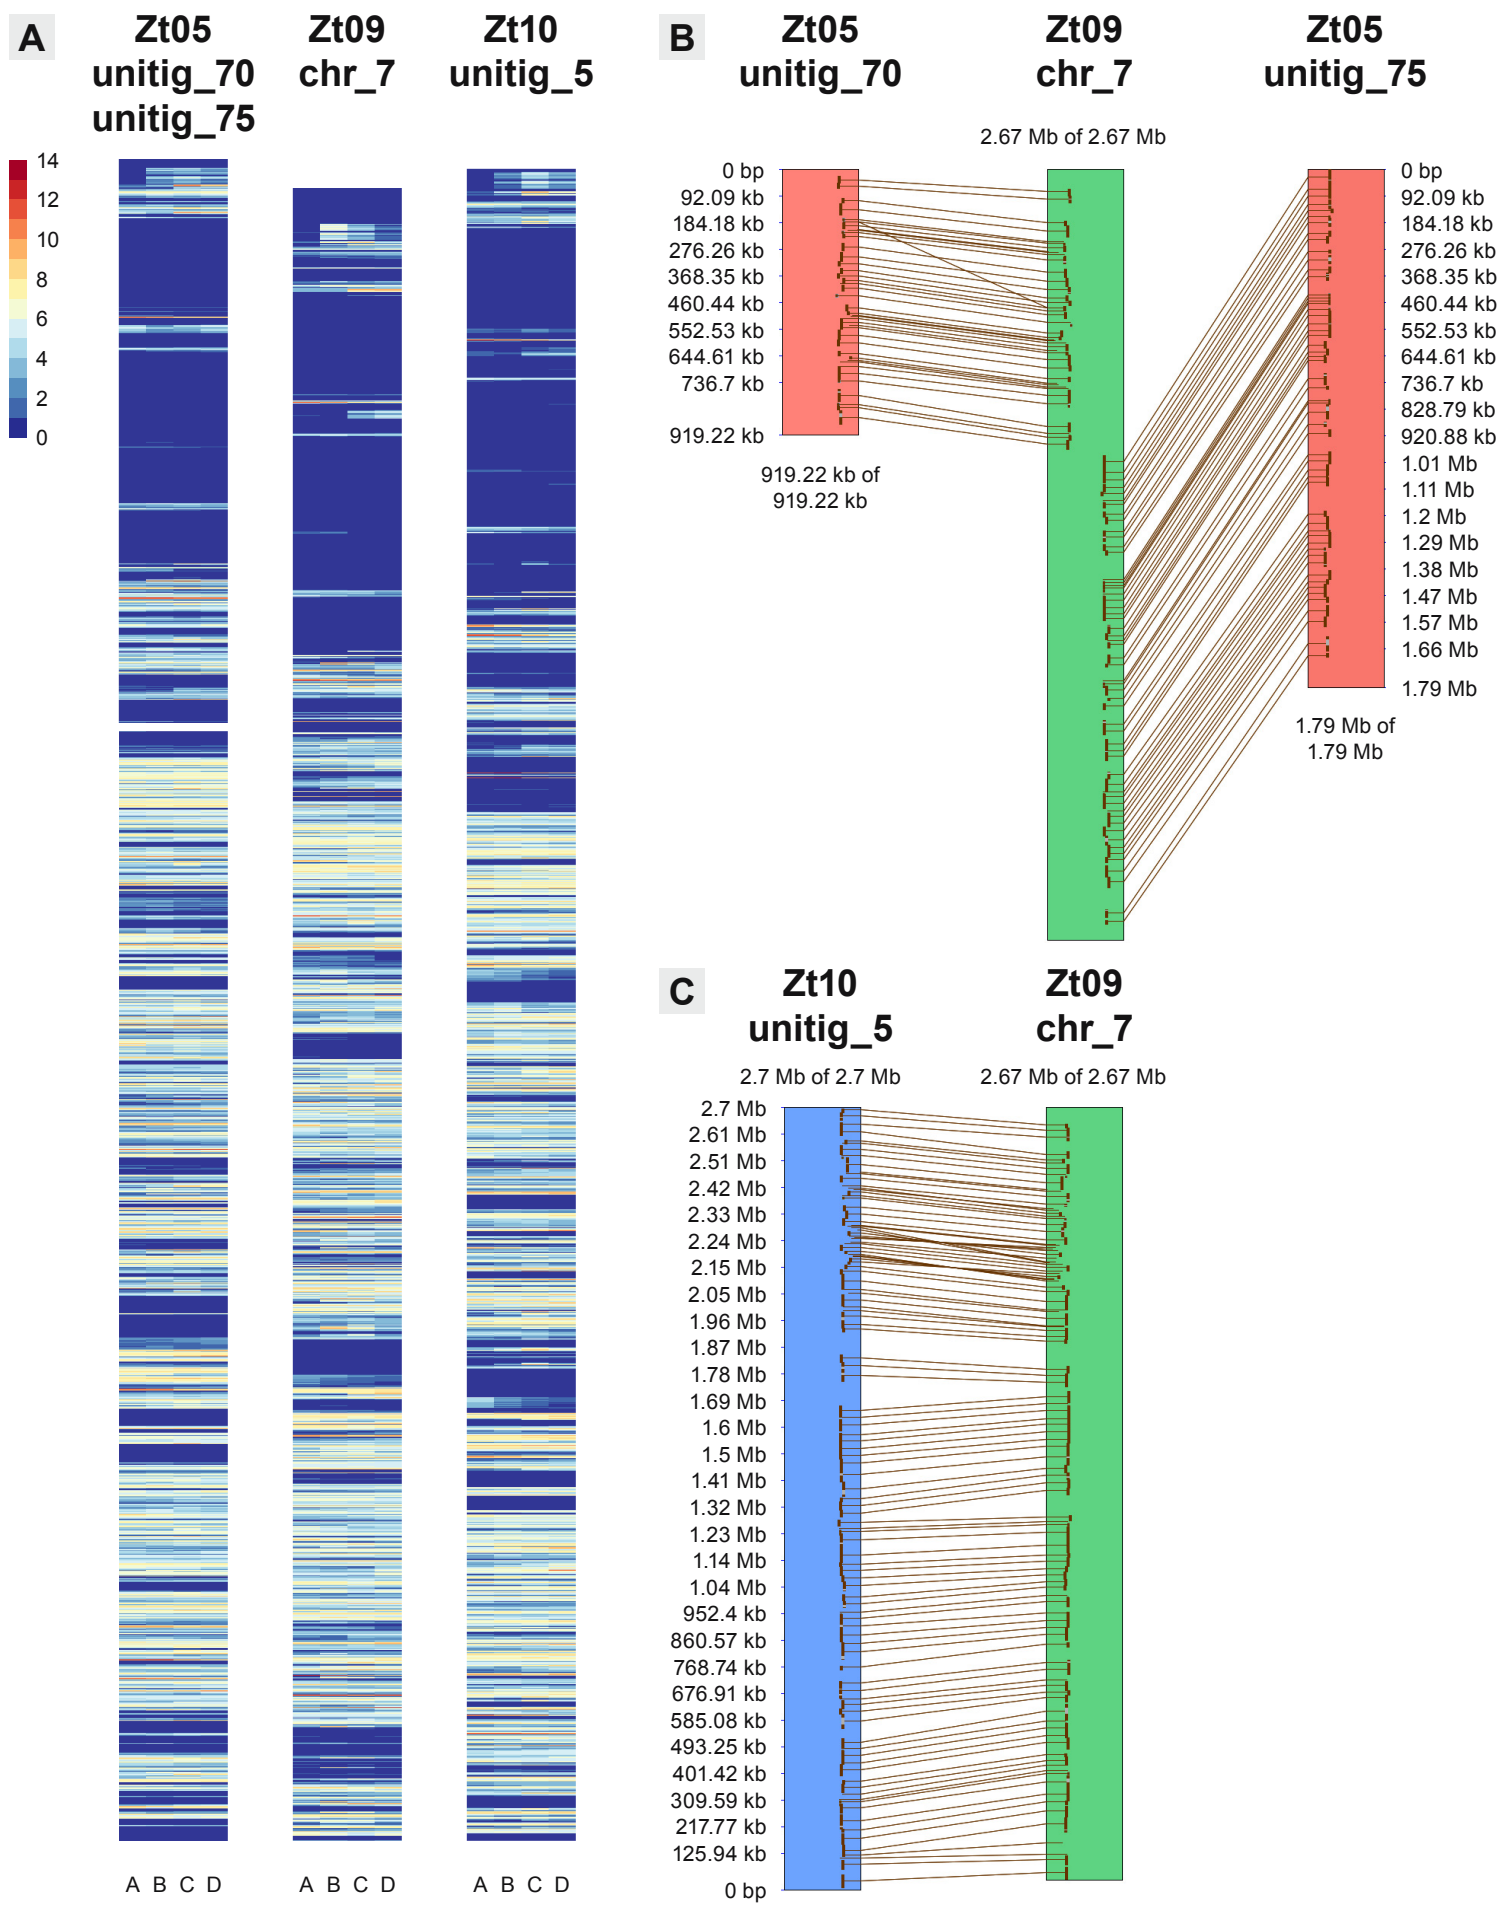 A
Zt05
unitig_70
unitig_75
Zt09
chr_7
Zt10
unitig_5
14
12
10
8
6
4
2
0
A B C D
A B C D
A B C D
B
Zt05
unitig_70
Zt09
chr_7
Zt05
unitig_75
2.67 Mb of 2.67 Mb
0 bp
92.09 kb
184.18 kb
276.26 kb
368.35 kb
460.44 kb
552.53 kb
644.61 kb
736.7 kb
919.22 kb
919.22 kb of
919.22 kb
0 bp
92.09 kb
184.18 kb
276.26 kb
368.35 kb
460.44 kb
552.53 kb
644.61 kb
736.7 kb
828.79 kb
920.88 kb
1.01 Mb
1.11 Mb
1.2 Mb
1.29 Mb
1.38 Mb
1.47 Mb
1.57 Mb
1.66 Mb
1.79 Mb
1.79 Mb of
1.79 Mb
C
Zt10
unitig_5
Zt09
chr_7
2.7 Mb of 2.7 Mb
2.67 Mb of 2.67 Mb
2.7 Mb
2.61 Mb
2.51 Mb
2.42 Mb
2.33 Mb
2.24 Mb
2.15 Mb
2.05 Mb
1.96 Mb
1.87 Mb
1.78 Mb
1.69 Mb
1.6 Mb
1.5 Mb
1.41 Mb
1.32 Mb
1.23 Mb
1.14 Mb
1.04 Mb
952.4 kb
860.57 kb
768.74 kb
676.91 kb
585.08 kb
493.25 kb
401.42 kb
309.59 kb
217.77 kb
125.94 kb
0 bp